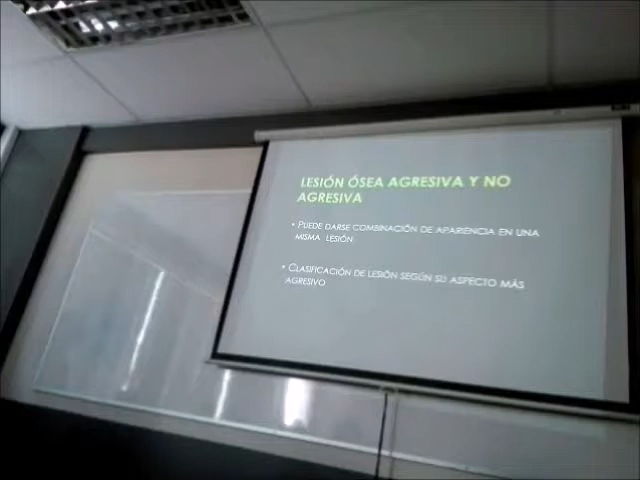 LESIÓN ÓSEA AGRESIVA Y NO
AGRESIVA
• PUEDE DARSE COMBINACIÓN DE APARIENCIA EN UNA
MISMA LESIÓN
• CLASIFICACIÓN DE LESIÓN SEGÚN SU ASPECTO MÁS
AGRESIVO